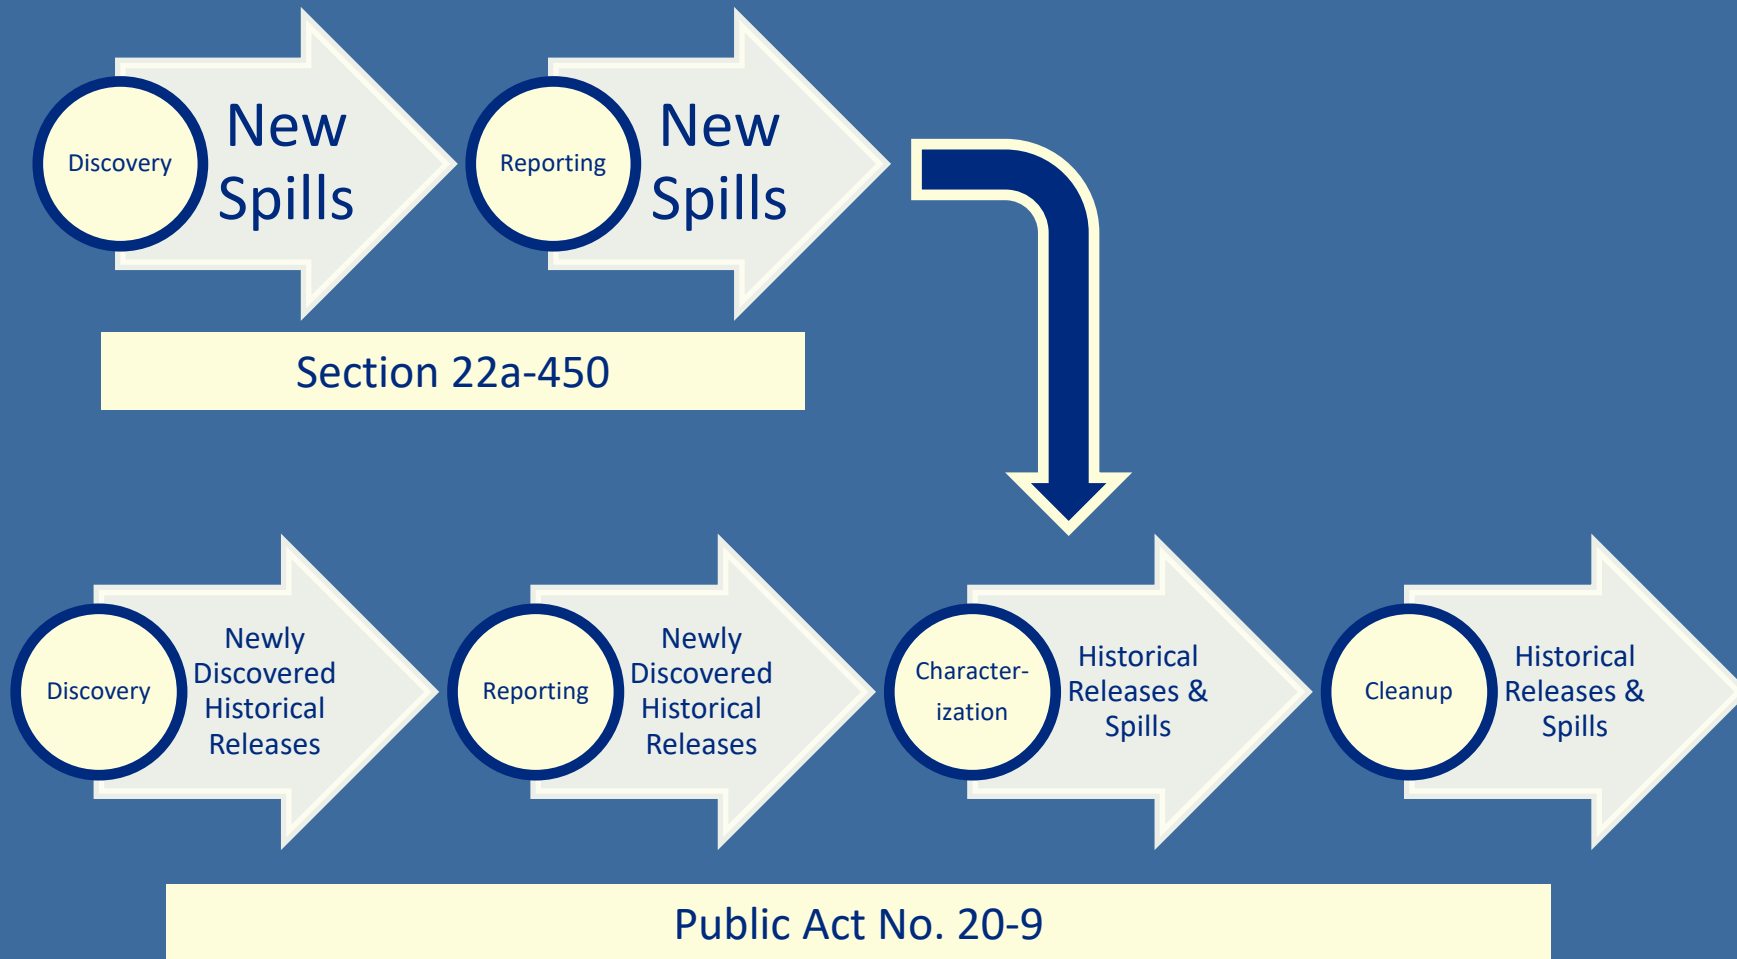 Discovery
New
Spills
Reporting
New
Spills
Section 22a-450
Discovery
Newly
Discovered
Historical
Releases
Reporting
Newly
Discovered
Historical
Releases
Character-
ization
Historical
Releases &
Spills
Cleanup
Historical
Releases &
Spills
Public Act No. 20-9